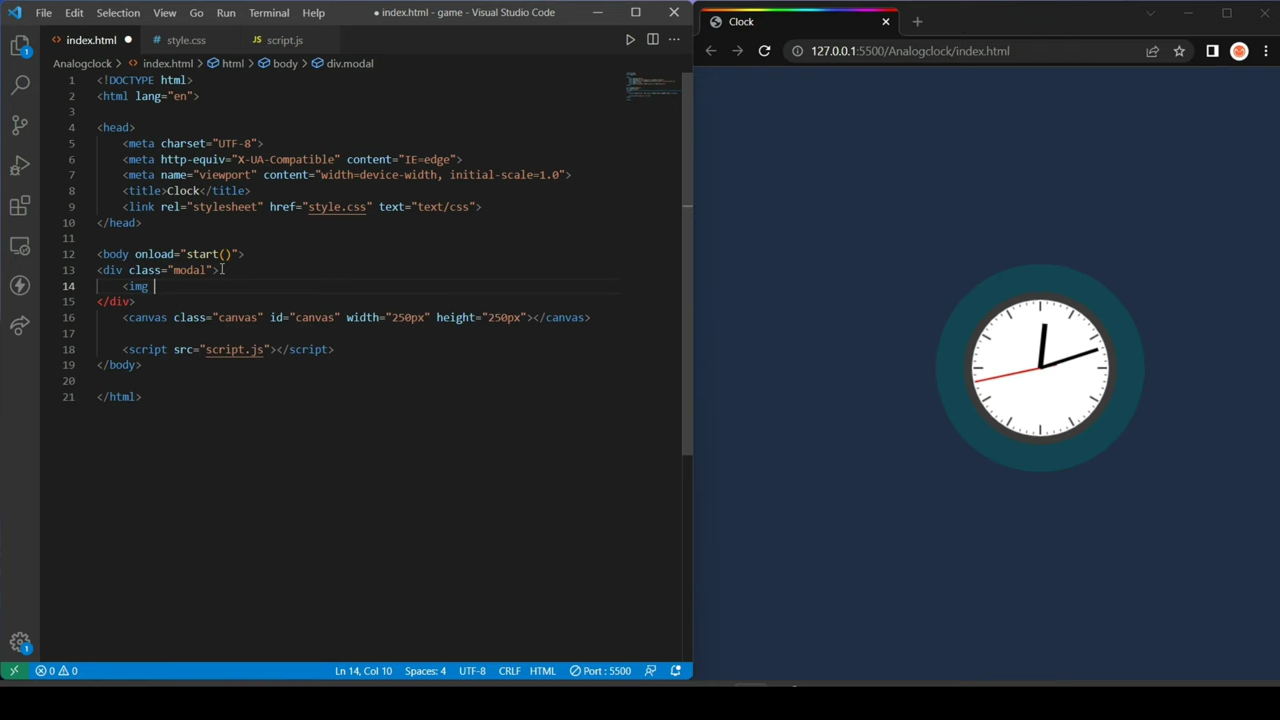 File Edit Selection View Go Run Terminal Help ● index.html - game - Visual Studio Code
index.html style.css script.js
Analogclock > index.html > html > body > div.modal
1 <!DOCTYPE html>
2 <html lang="en">
3
4 <head>
5 <meta charset="UTF-8">
6 <meta http-equiv="X-UA-Compatible" content="IE=edge">
7 <meta name="viewport" content="width=device-width, initial-scale=1.0">
8 <title>Clock</title>
9 <link rel="stylesheet" href="style.css" text="text/css">
10 </head>
11
12 <body onload="start()">
13 <div class="modal">
14 <img
15 </div>
16 <canvas class="canvas" id="canvas" width="250px" height="250px"></canvas>
17
18 <script src="script.js"></script>
19 </body>
20
21 </html>
0 0 Ln 14, Col 10 Spaces: 4 UTF-8 CRLF HTML Port : 5500
Clock
127.0.0.1:5500/Analogclock/index.html